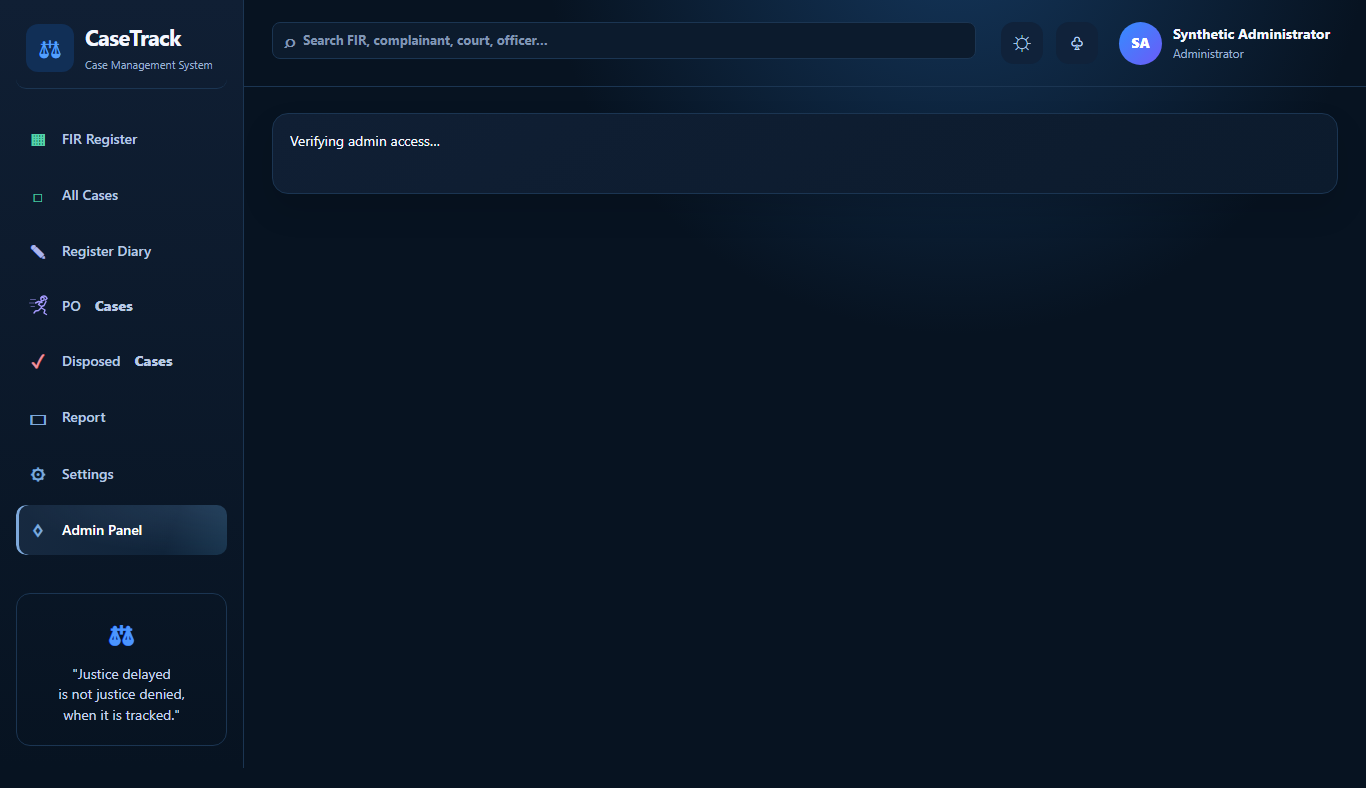 CaseTrack
Case Management System
Search FIR, complainant, court, officer...
SA
Synthetic Administrator
Administrator
FIR Register
All Cases
Register Diary
PO Cases
Disposed Cases
Report
Settings
Admin Panel
Verifying admin access...
"Justice delayed
is not justice denied,
when it is tracked."